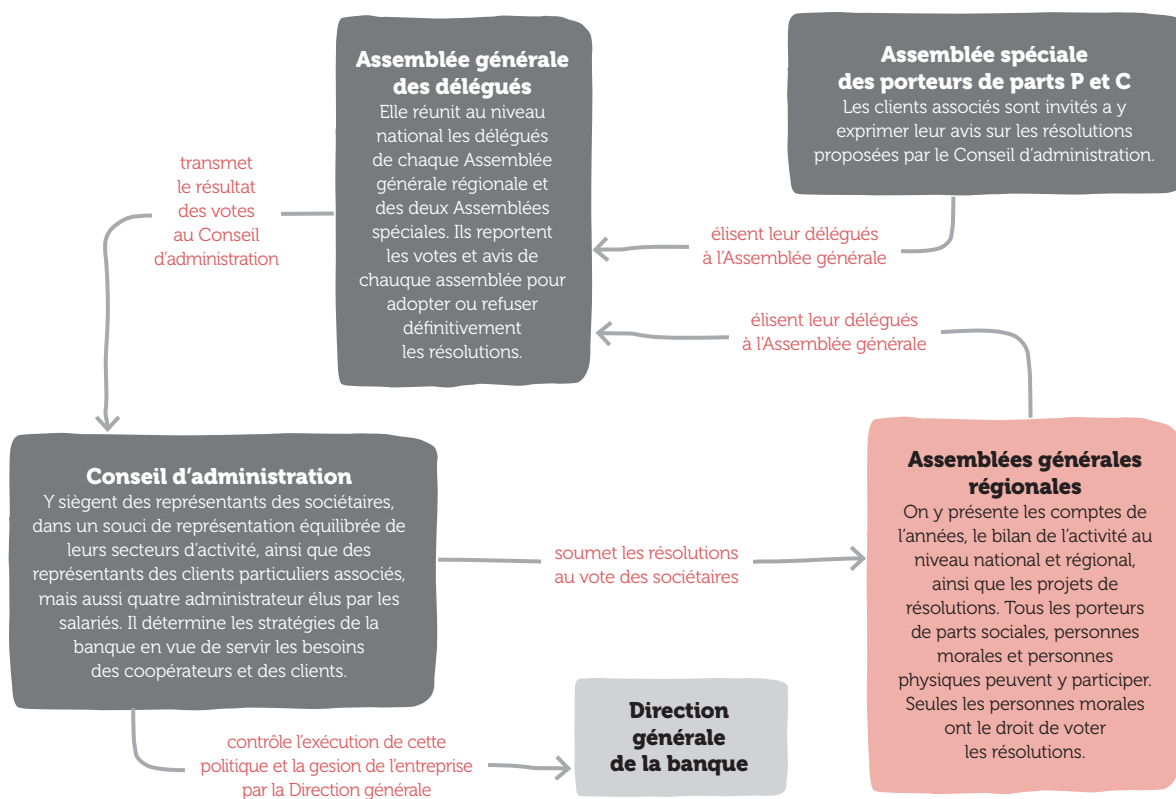 Assemblée générale
des délégués
Elle réunit au niveau
national les délégués
de chaque Assemblée
générale régionale et
des deux Assemblées
spéciales. Ils reportent
les votes et avis de
chauque assemblée pour
adopter ou refuser
définitivement
les résolutions.
Assemblée spéciale
des porteurs de parts P et C
Les clients associés sont invités a y
exprimer leur avis sur les résolutions
proposées par le Conseil d'administration.
transmet
le résultat
des votes
au Conseil
d'administration
élisent leur délégués
à l'Assemblée générale
élisent leur délégués
à l'Assemblée générale
Conseil d'administration
Y siègent des représentants des sociétaires,
dans un souci de représentation équilibrée de
leurs secteurs d'activité, ainsi que des
représentants des clients particuliers associés,
mais aussi quatre administrateur élus par les
salariés. Il détermine les stratégies de la
banque en vue de servir les besoins
des coopérateurs et des clients.
soumet les résolutions
au vote des sociétaires
Assemblées générales
régionales
On y présente les comptes de
l'années, le bilan de l'activité au
niveau national et régional,
ainsi que les projets de
résolutions. Tous les porteurs
de parts sociales, personnes
morales et personnes
physiques peuvent y participer.
Seules les personnes morales
ont le droit de voter
les résolutions.
contrôle l'exécution de cette
politique et la gesion de l'entreprise
par la Direction générale
Direction
générale
de la banque